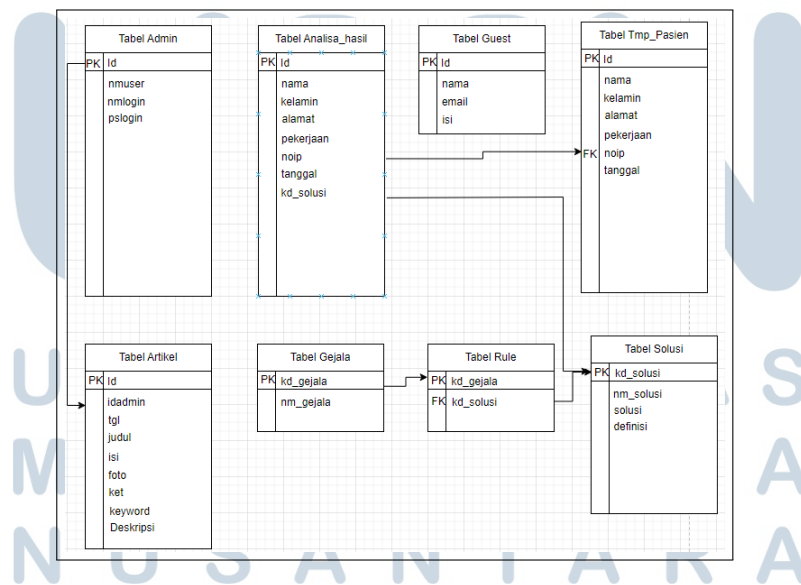 Tabel Admin
PK Id
nmuser
nmlogin
pslogin
Tabel Analisa_hasil
PK Id
nama
kelamin
alamat
pekerjaan
noip
tanggal
kd_solusi
Tabel Guest
PK Id
nama
email
isi
Tabel Tmp_Pasien
PK Id
nama
kelamin
alamat
pekerjaan
FK noip
tanggal
Tabel Artikel
PK Id
idadmin
tgl
judul
isi
foto
ket
keyword
Deskripsi
Tabel Gejala
PK kd_gejala
nm_gejala
Tabel Rule
PK kd_gejala
FK kd_solusi
Tabel Solusi
PK kd_solusi
nm_solusi
solusi
definisi
U S
M A
N U S A N T A R A